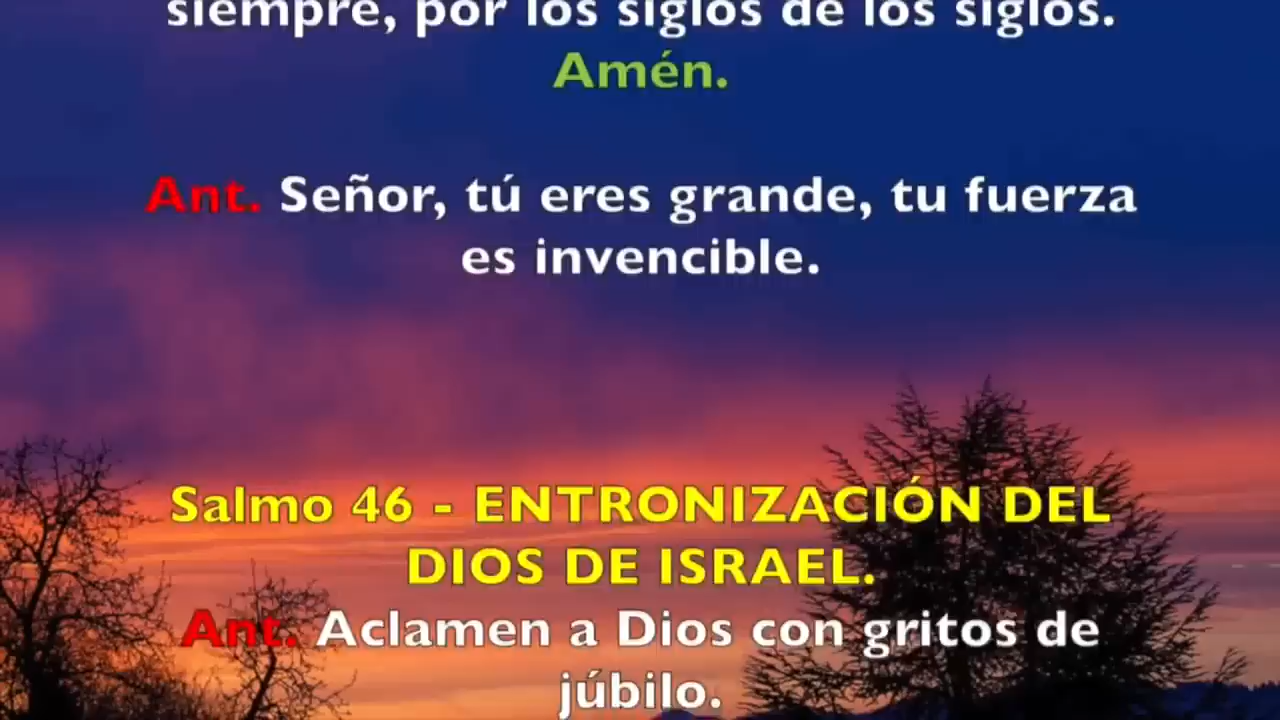 siempre, por los siglos de los siglos.
Amén.
Ant. Señor, tú eres grande, tu fuerza
es invencible.
Salmo 46 - ENTRONIZACIÓN DEL
DIOS DE ISRAEL.
Ant. Aclamen a Dios con gritos de
júbilo.